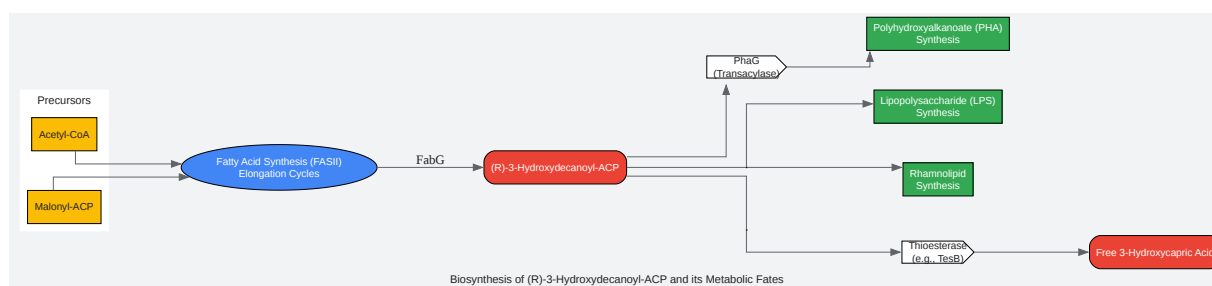 Precursors
Acetyl-CoA
Malonyl-ACP
Fatty Acid Synthesis (FASII)
Elongation Cycles
FabG
(R)-3-Hydroxydecanoyl-ACP
PhaG
(Transacylase)
Polyhydroxyalkanoate (PHA)
Synthesis
Lipopolysaccharide (LPS)
Synthesis
Rhamnolipid
Synthesis
Thioesterase
(e.g., TesB)
Free 3-Hydroxycapric Acid
Biosynthesis of (R)-3-Hydroxydecanoyl-ACP and its Metabolic Fates